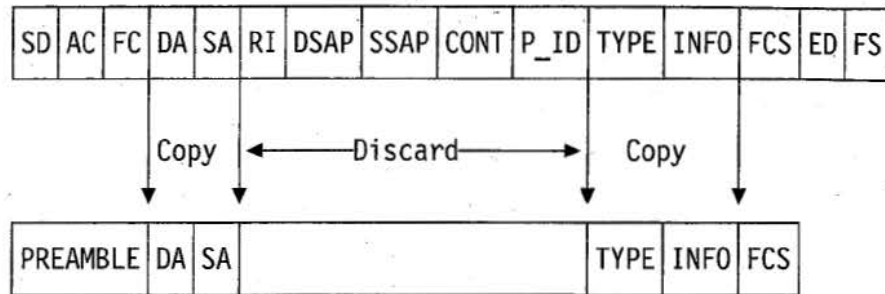 SD AC FC DA SA RI DSAP SSAP CONT P_ID TYPE INFO FCS ED FS
Copy Discard Copy
PREAMBLE DA SA TYPE INFO FCS